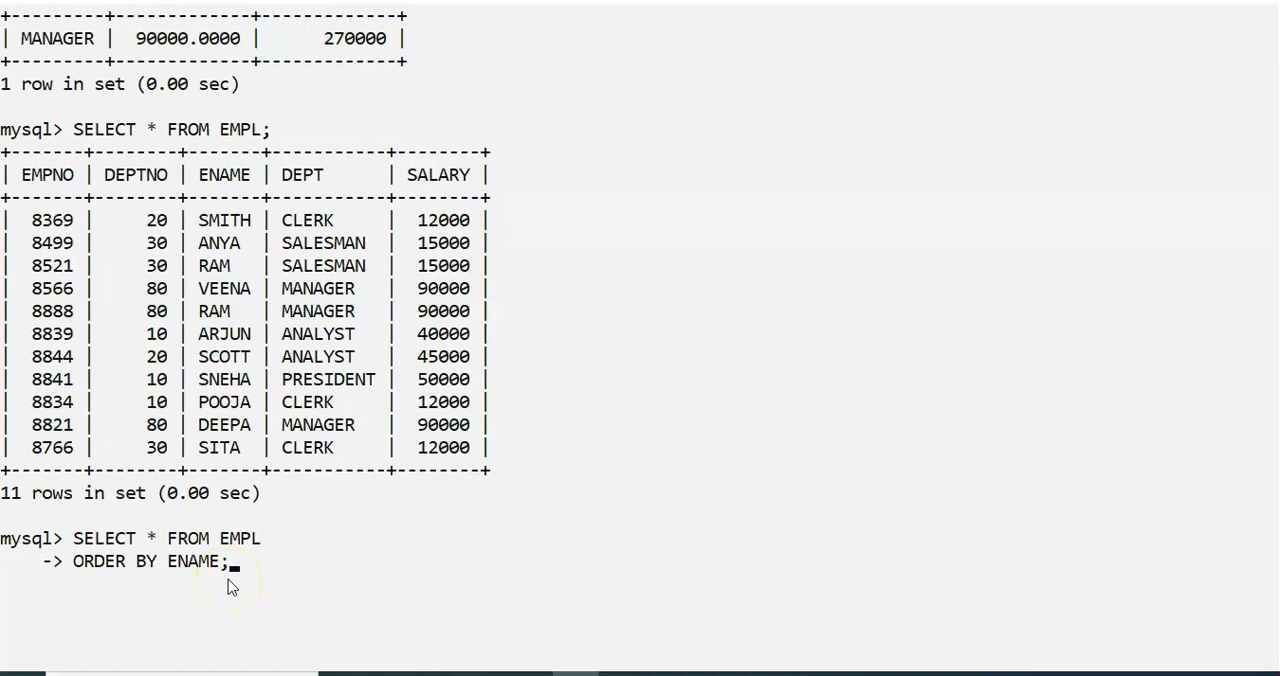 +---------+-------------+-------------+
| MANAGER |  90000.0000 |      270000 |
+---------+-------------+-------------+
1 row in set (0.00 sec)

mysql> SELECT * FROM EMPL;
+-------+--------+-------+-----------+--------+
| EMPNO | DEPTNO | ENAME | DEPT      | SALARY |
+-------+--------+-------+-----------+--------+
|  8369 |     20 | SMITH | CLERK     |  12000 |
|  8499 |     30 | ANYA  | SALESMAN  |  15000 |
|  8521 |     30 | RAM   | SALESMAN  |  15000 |
|  8566 |     80 | VEENA | MANAGER   |  90000 |
|  8888 |     80 | RAM   | MANAGER   |  90000 |
|  8839 |     10 | ARJUN | ANALYST   |  40000 |
|  8844 |     20 | SCOTT | ANALYST   |  45000 |
|  8841 |     10 | SNEHA | PRESIDENT |  50000 |
|  8834 |     10 | POOJA | CLERK     |  12000 |
|  8821 |     80 | DEEPA | MANAGER   |  90000 |
|  8766 |     30 | SITA  | CLERK     |  12000 |
+-------+--------+-------+-----------+--------+
11 rows in set (0.00 sec)

mysql> SELECT * FROM EMPL
    -> ORDER BY ENAME;